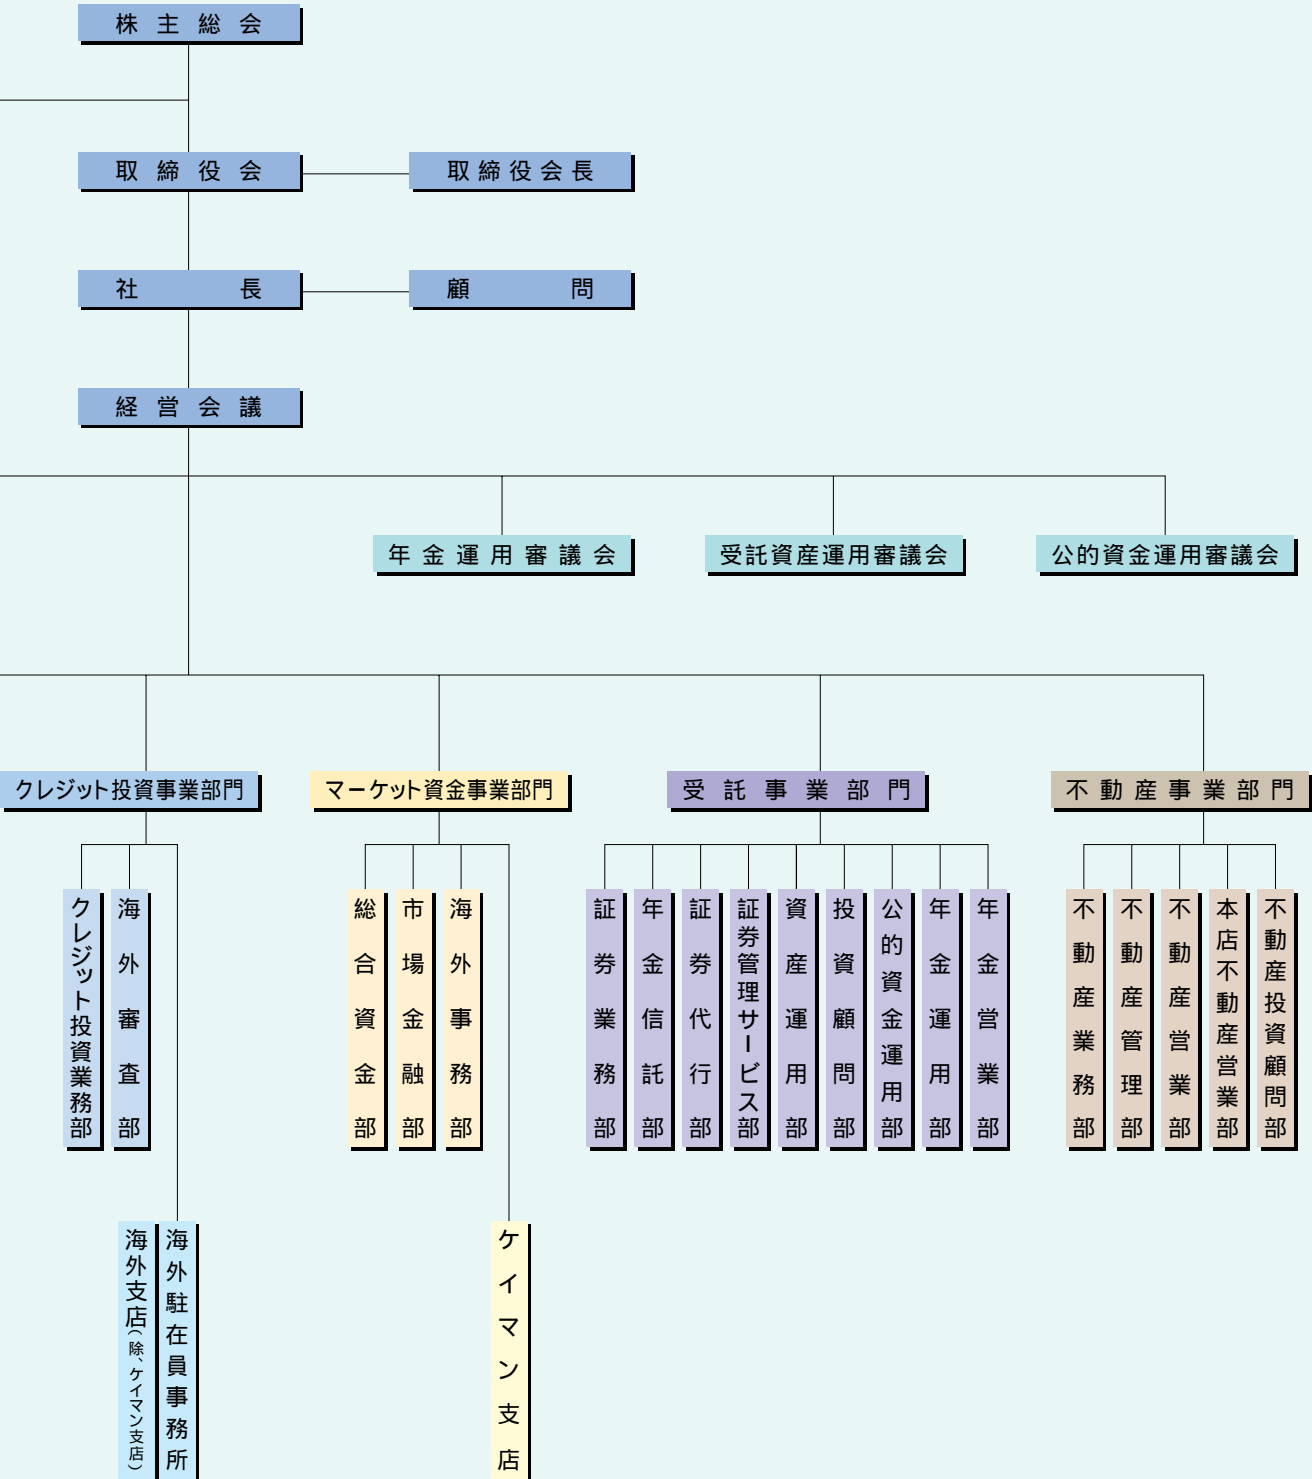 株主総会
取締役会
取締役会長
社長
顧問
経営会議
年金運用審議会
受託資産運用審議会
公的資金運用審議会
クレジット投資事業部門
マーケット資金事業部門
受託事業部門
不動産事業部門
クレジット投資業務部
海外審査部
総合資金部
市場金融部
海外事務部
証券業務部
年金信託部
証券代行部
証券管理サービス部
資産運用部
投資顧問部
公的資金運用部
年金運用部
年金営業部
不動産業務部
不動産管理部
不動産営業部
本店不動産営業部
不動産投資顧問部
海外支店（除、ケイマン支店）
海外駐在員事務所
ケイマン支店